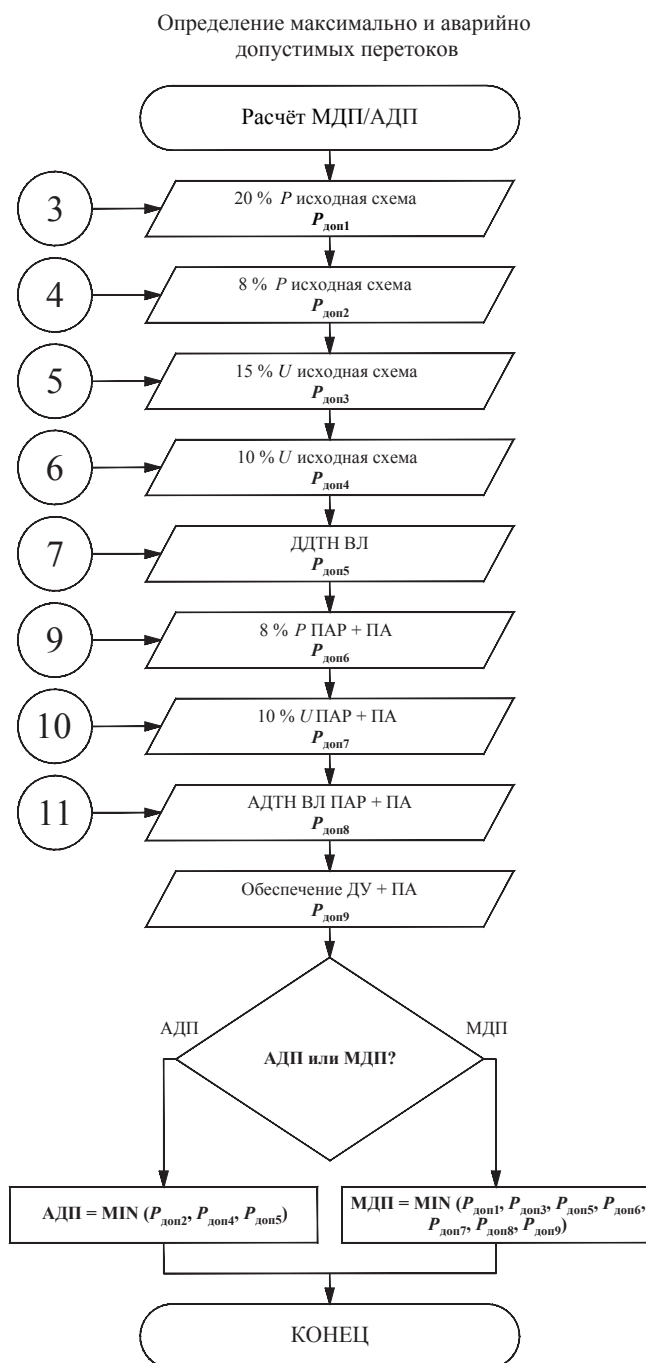 Определение максимально и аварийно
допустимых перетоков
Расчёт МДП/АДП
3
20 % P исходная схема
Pдоп1
4
8 % P исходная схема
Pдоп2
5
15 % U исходная схема
Pдоп3
6
10 % U исходная схема
Pдоп4
7
ДДТН ВЛ
Pдоп5
9
8 % P ПАР + ПА
Pдоп6
10
10 % U ПАР + ПА
Pдоп7
11
АДТН ВЛ ПАР + ПА
Pдоп8
Обеспечение ДУ + ПА
Pдоп9
АДП
МДП
АДП или МДП?
АДП = MIN (Pдоп2, Pдоп4, Pдоп5)
МДП = MIN (Pдоп1, Pдоп3, Pдоп5, Pдоп6,
Pдоп7, Pдоп8, Pдоп9)
КОНЕЦ